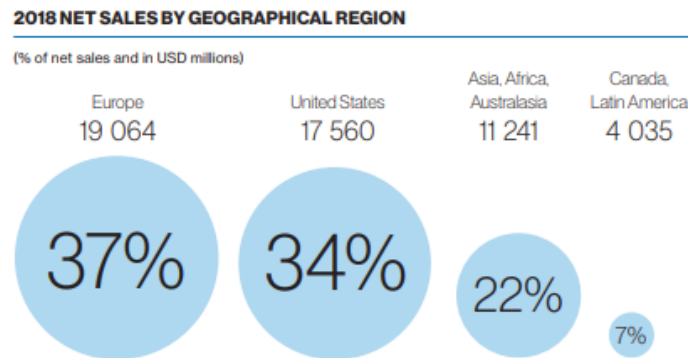 2018 NET SALES BY GEOGRAPHICAL REGION
(% of net sales and in USD millions)
Europe
19 064
United States
17 560
Asia, Africa,
Australasia
11 241
Canada,
Latin America
4 035
37%
34%
22%
7%